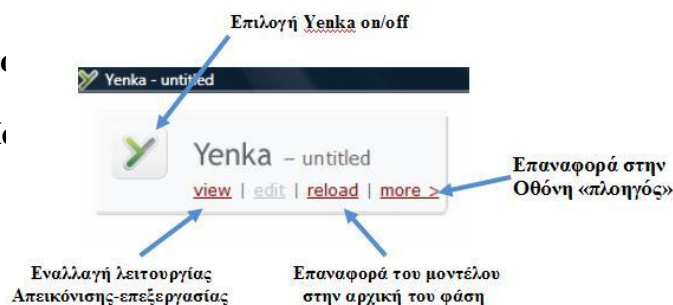 Επιλογή Yenka on/off
Yenka - untitled
Yenka – untitled
view | edit | reload | more >
Επαναφορά στην
Οθόνη «πλοηγός»
Εναλλαγή λειτουργίας
Απεικόνισης-επεξεργασίας
Επαναφορά του μοντέλου
στην αρχική του φάση